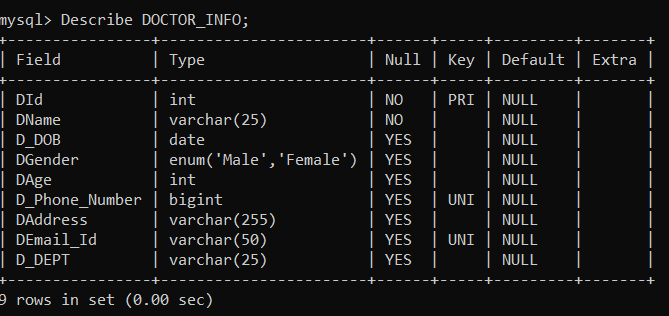 mysql> Describe DOCTOR_INFO;
+----------------+-----------------------+------+-----+---------+-------+
| Field          | Type                  | Null | Key | Default | Extra |
+----------------+-----------------------+------+-----+---------+-------+
| DId            | int                   | NO   | PRI | NULL    |       |
| DName          | varchar(25)           | NO   |     | NULL    |       |
| D_DOB          | date                  | YES  |     | NULL    |       |
| DGender        | enum('Male','Female') | YES  |     | NULL    |       |
| DAge           | int                   | YES  |     | NULL    |       |
| D_Phone_Number | bigint                | YES  | UNI | NULL    |       |
| DAddress       | varchar(255)          | YES  |     | NULL    |       |
| DEmail_Id      | varchar(50)           | YES  | UNI | NULL    |       |
| D_DEPT         | varchar(25)           | YES  |     | NULL    |       |
+----------------+-----------------------+------+-----+---------+-------+
9 rows in set (0.00 sec)